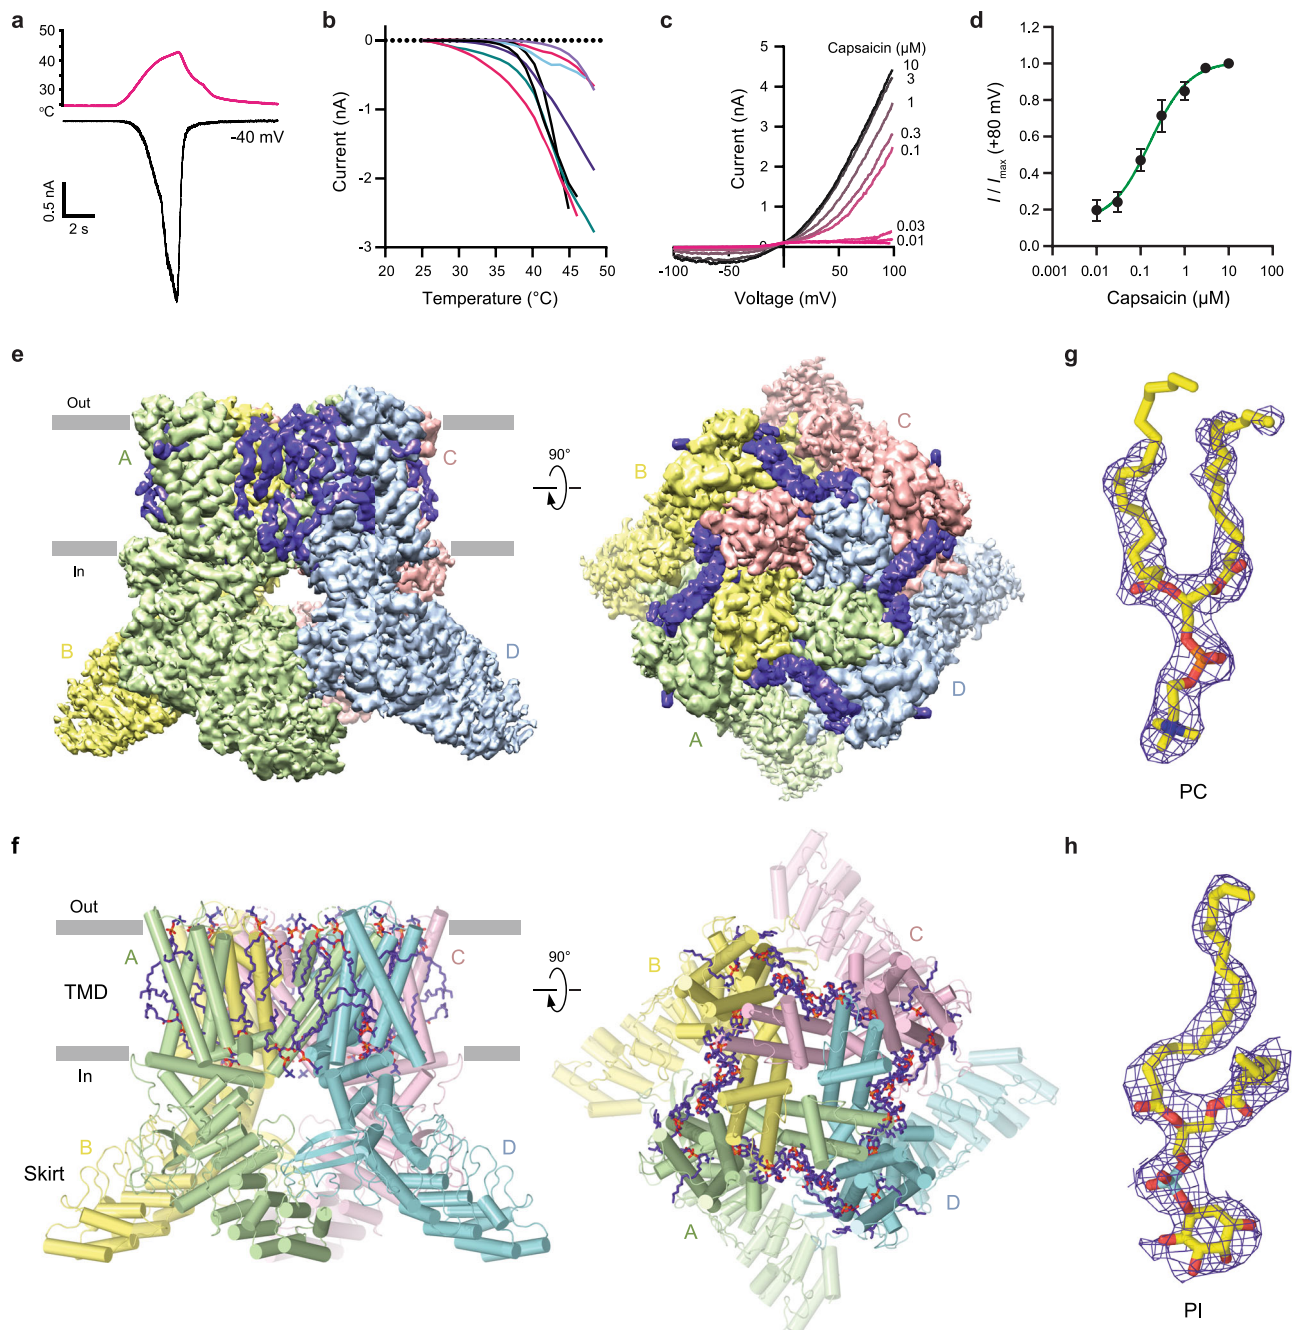 a
50
40
30
°C
-40 mV
0.5 nA
2 s
b
0
-1
-2
-3
Current (nA)
20 25 30 35 40 45 50
Temperature (°C)
c
5
4
3
2
1
0
Current (nA)
Capsaicin (µM)
10
3
1
0.3
0.1
0.03
0.01
-100 -50 50 100
Voltage (mV)
d
1.2
1.0
0.8
0.6
0.4
0.2
0.0
I / Imax (+80 mV)
0.001 0.01 0.1 1 10 100
Capsaicin (µM)
e
Out
A
C
In
B
D
90°
B
C
A
D
g
PC
f
Out
A
C
TMD
In
B
D
Skirt
90°
B
C
A
D
h
PI